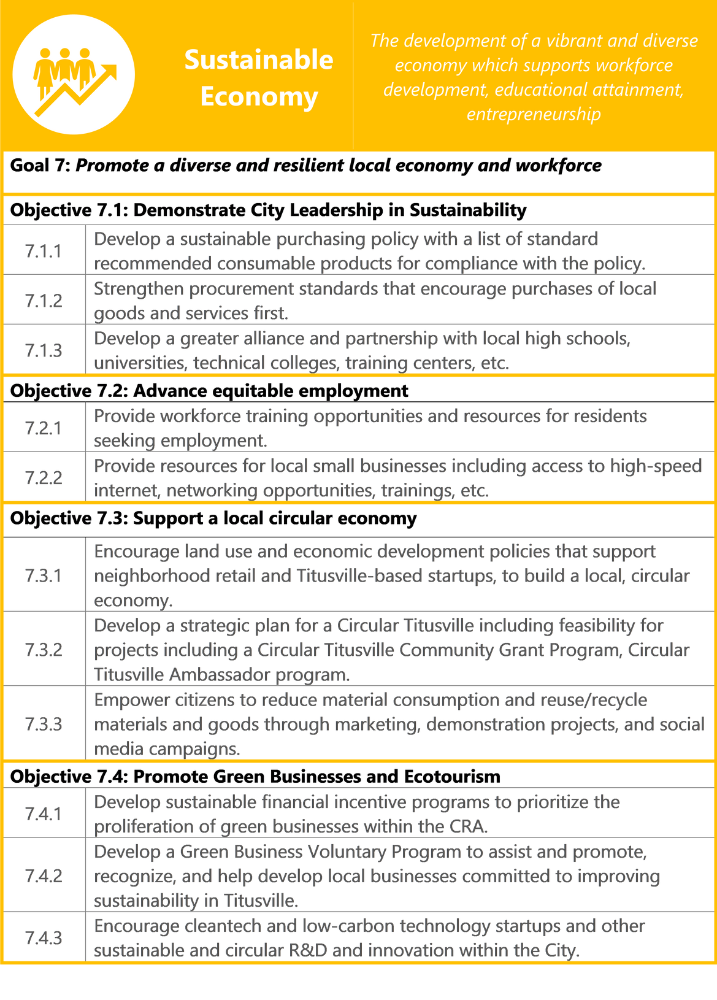 Sustainable
Economy
The development of a vibrant and diverse
economy which supports workforce
development, educational attainment,
entrepreneurship
Goal 7: Promote a diverse and resilient local economy and workforce
Objective 7.1: Demonstrate City Leadership in Sustainability
7.1.1
Develop a sustainable purchasing policy with a list of standard
recommended consumable products for compliance with the policy.
7.1.2
Strengthen procurement standards that encourage purchases of local
goods and services first.
7.1.3
Develop a greater alliance and partnership with local high schools,
universities, technical colleges, training centers, etc.
Objective 7.2: Advance equitable employment
7.2.1
Provide workforce training opportunities and resources for residents
seeking employment.
7.2.2
Provide resources for local small businesses including access to high-speed
internet, networking opportunities, trainings, etc.
Objective 7.3: Support a local circular economy
7.3.1
Encourage land use and economic development policies that support
neighborhood retail and Titusville-based startups, to build a local, circular
economy.
7.3.2
Develop a strategic plan for a Circular Titusville including feasibility for
projects including a Circular Titusville Community Grant Program, Circular
Titusville Ambassador program.
7.3.3
Empower citizens to reduce material consumption and reuse/recycle
materials and goods through marketing, demonstration projects, and social
media campaigns.
Objective 7.4: Promote Green Businesses and Ecotourism
7.4.1
Develop sustainable financial incentive programs to prioritize the
proliferation of green businesses within the CRA.
7.4.2
Develop a Green Business Voluntary Program to assist and promote,
recognize, and help develop local businesses committed to improving
sustainability in Titusville.
7.4.3
Encourage cleantech and low-carbon technology startups and other
sustainable and circular R&D and innovation within the City.